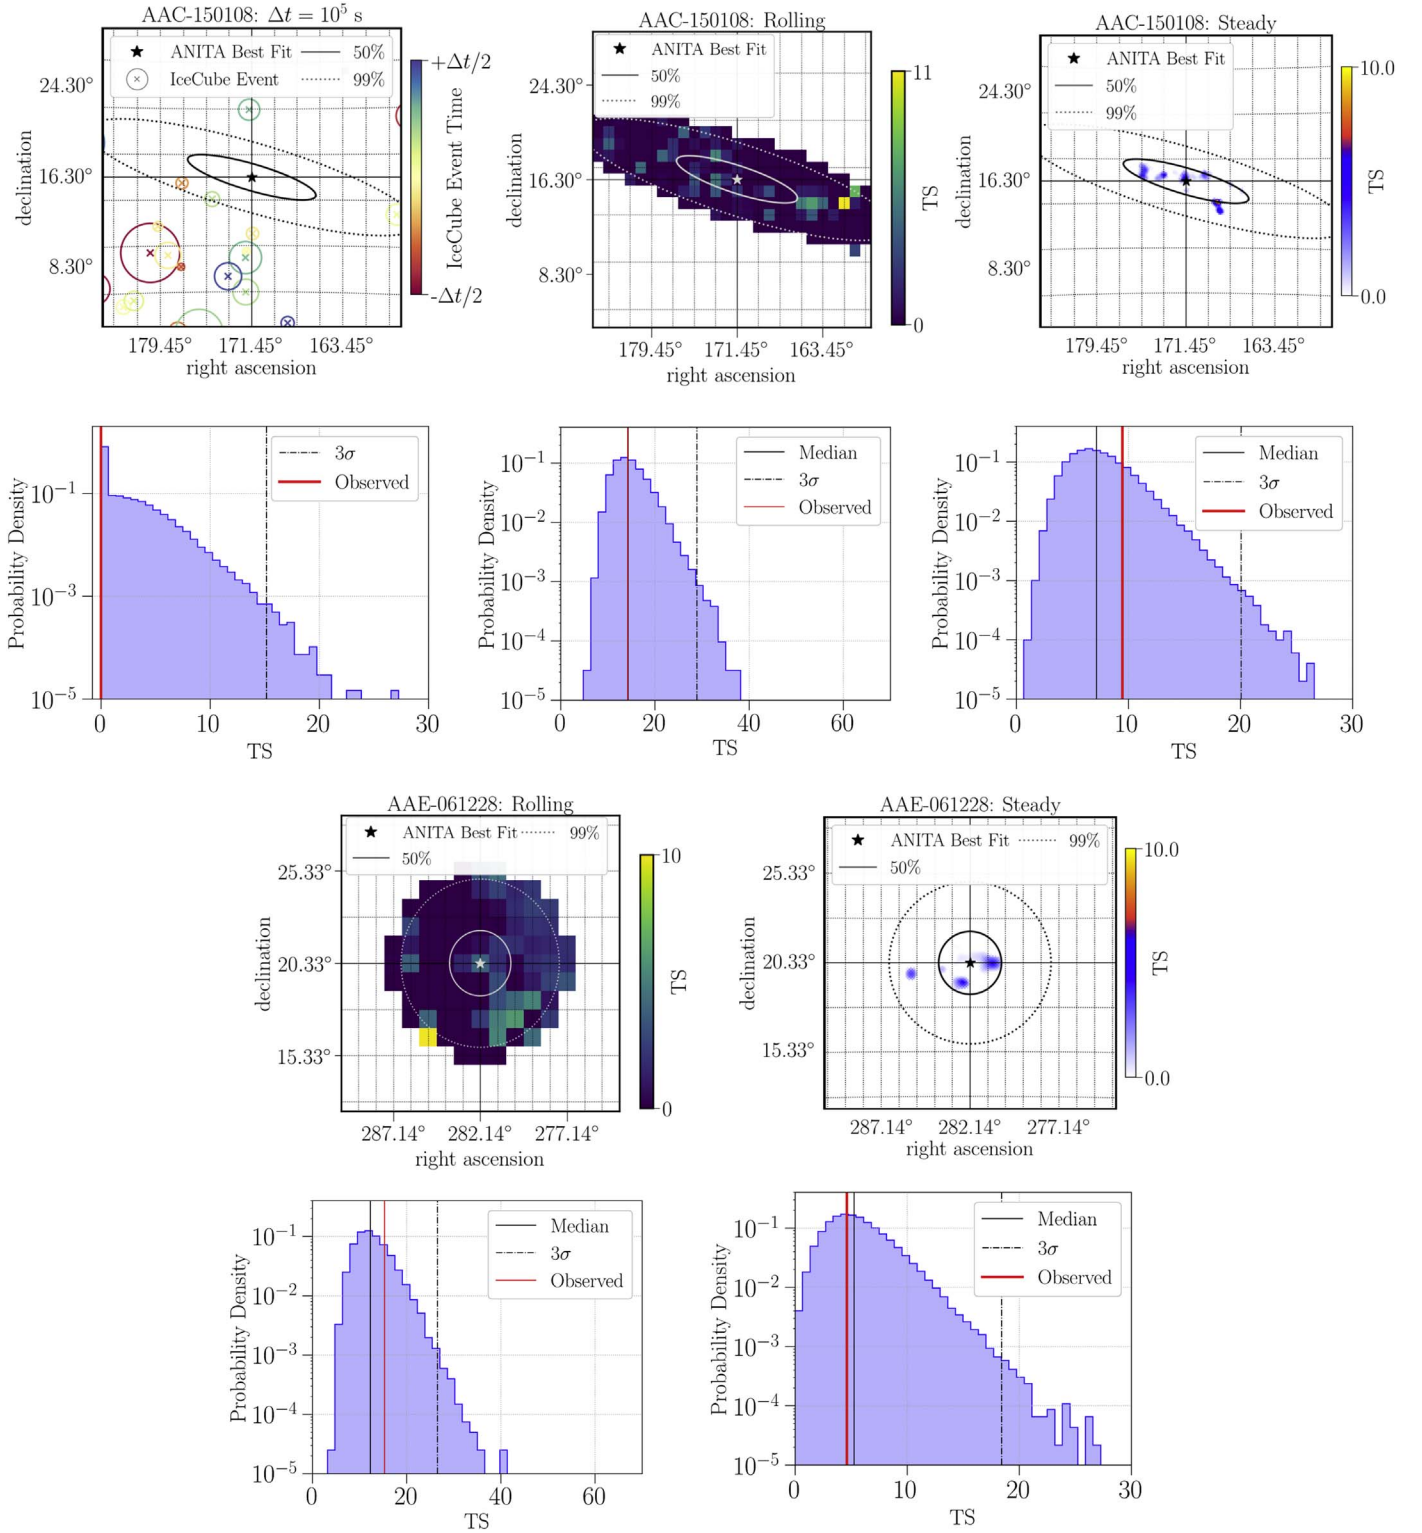 AAC-150108: Δt = 10⁵ s
ANITA Best Fit
50%
IceCube Event
99%
24.30°
16.30°
8.30°
declination
179.45°
171.45°
163.45°
right ascension
+Δt/2
-Δt/2
IceCube Event Time
AAC-150108: Rolling
ANITA Best Fit
50%
99%
24.30°
16.30°
8.30°
declination
179.45°
171.45°
163.45°
right ascension
11
0
TS
AAC-150108: Steady
ANITA Best Fit
50%
99%
24.30°
16.30°
8.30°
declination
179.45°
171.45°
163.45°
right ascension
10.0
0.0
TS
3σ
Observed
10⁻¹
10⁻³
10⁻⁵
Probability Density
0
10
20
30
TS
Median
3σ
Observed
10⁻¹
10⁻²
10⁻³
10⁻⁴
10⁻⁵
Probability Density
0
20
40
60
TS
Median
3σ
Observed
10⁻¹
10⁻²
10⁻³
10⁻⁴
10⁻⁵
Probability Density
0
10
20
30
TS
AAE-061228: Rolling
ANITA Best Fit
99%
50%
25.33°
20.33°
15.33°
declination
287.14°
282.14°
277.14°
right ascension
10
0
TS
AAE-061228: Steady
ANITA Best Fit
99%
50%
25.33°
20.33°
15.33°
declination
287.14°
282.14°
277.14°
right ascension
10.0
0.0
TS
Median
3σ
Observed
10⁻¹
10⁻²
10⁻³
10⁻⁴
10⁻⁵
Probability Density
0
20
40
60
TS
Median
3σ
Observed
10⁻¹
10⁻²
10⁻³
10⁻⁴
10⁻⁵
Probability Density
0
10
20
30
TS